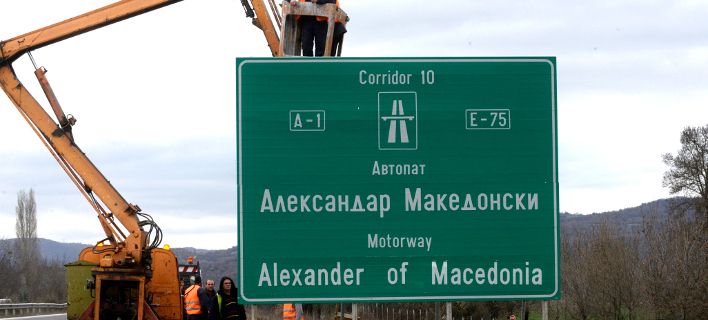 Corridor 10
A-1 E-75
Автопат
Александар Македонски
Motorway
Alexander of Macedonia